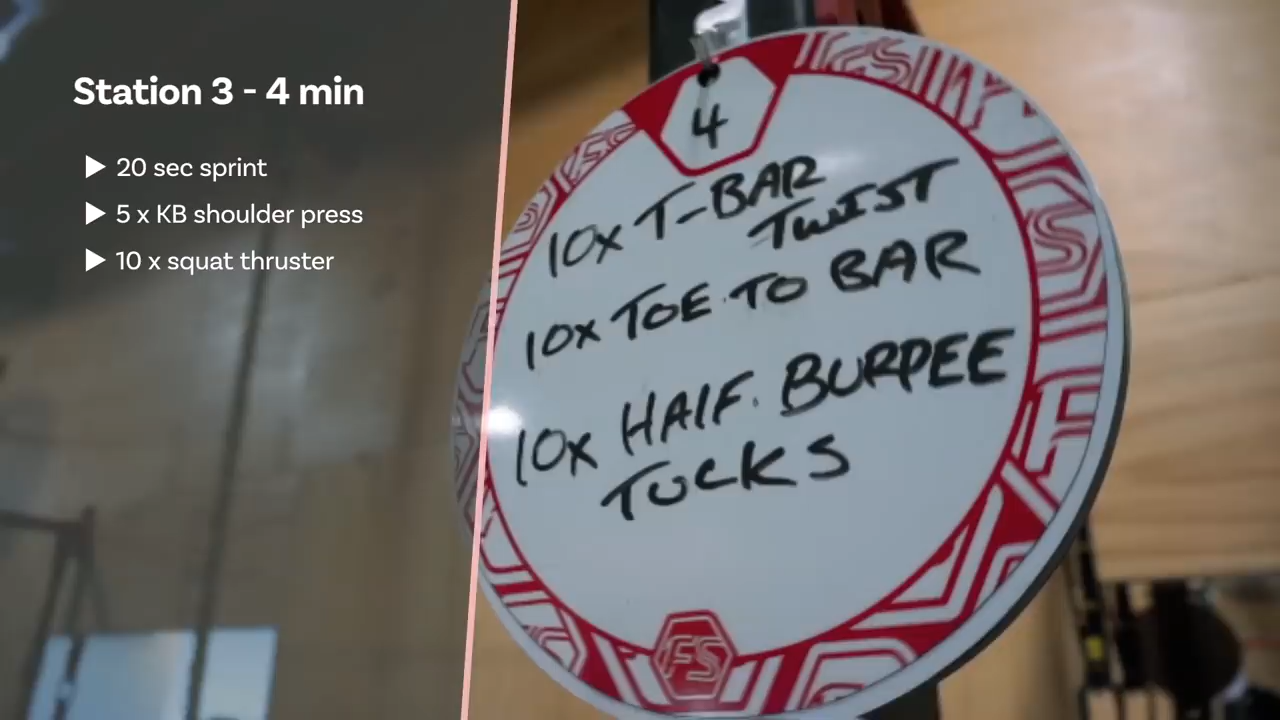 Station 3 - 4 min
▶ 20 sec sprint
▶ 5 x KB shoulder press
▶ 10 x squat thruster
4
10x T-BAR
TWIST
10x TOE TO BAR
10x HALF BURPEE
TUCKS
FS